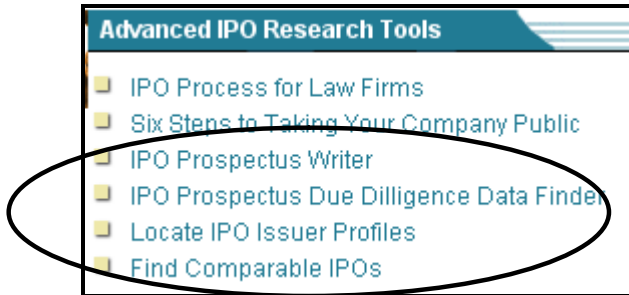 Advanced IPO Research Tools
IPO Process for Law Firms
Six Steps to Taking Your Company Public
IPO Prospectus Writer
IPO Prospectus Due Dilligence Data Finder
Locate IPO Issuer Profiles
Find Comparable IPOs